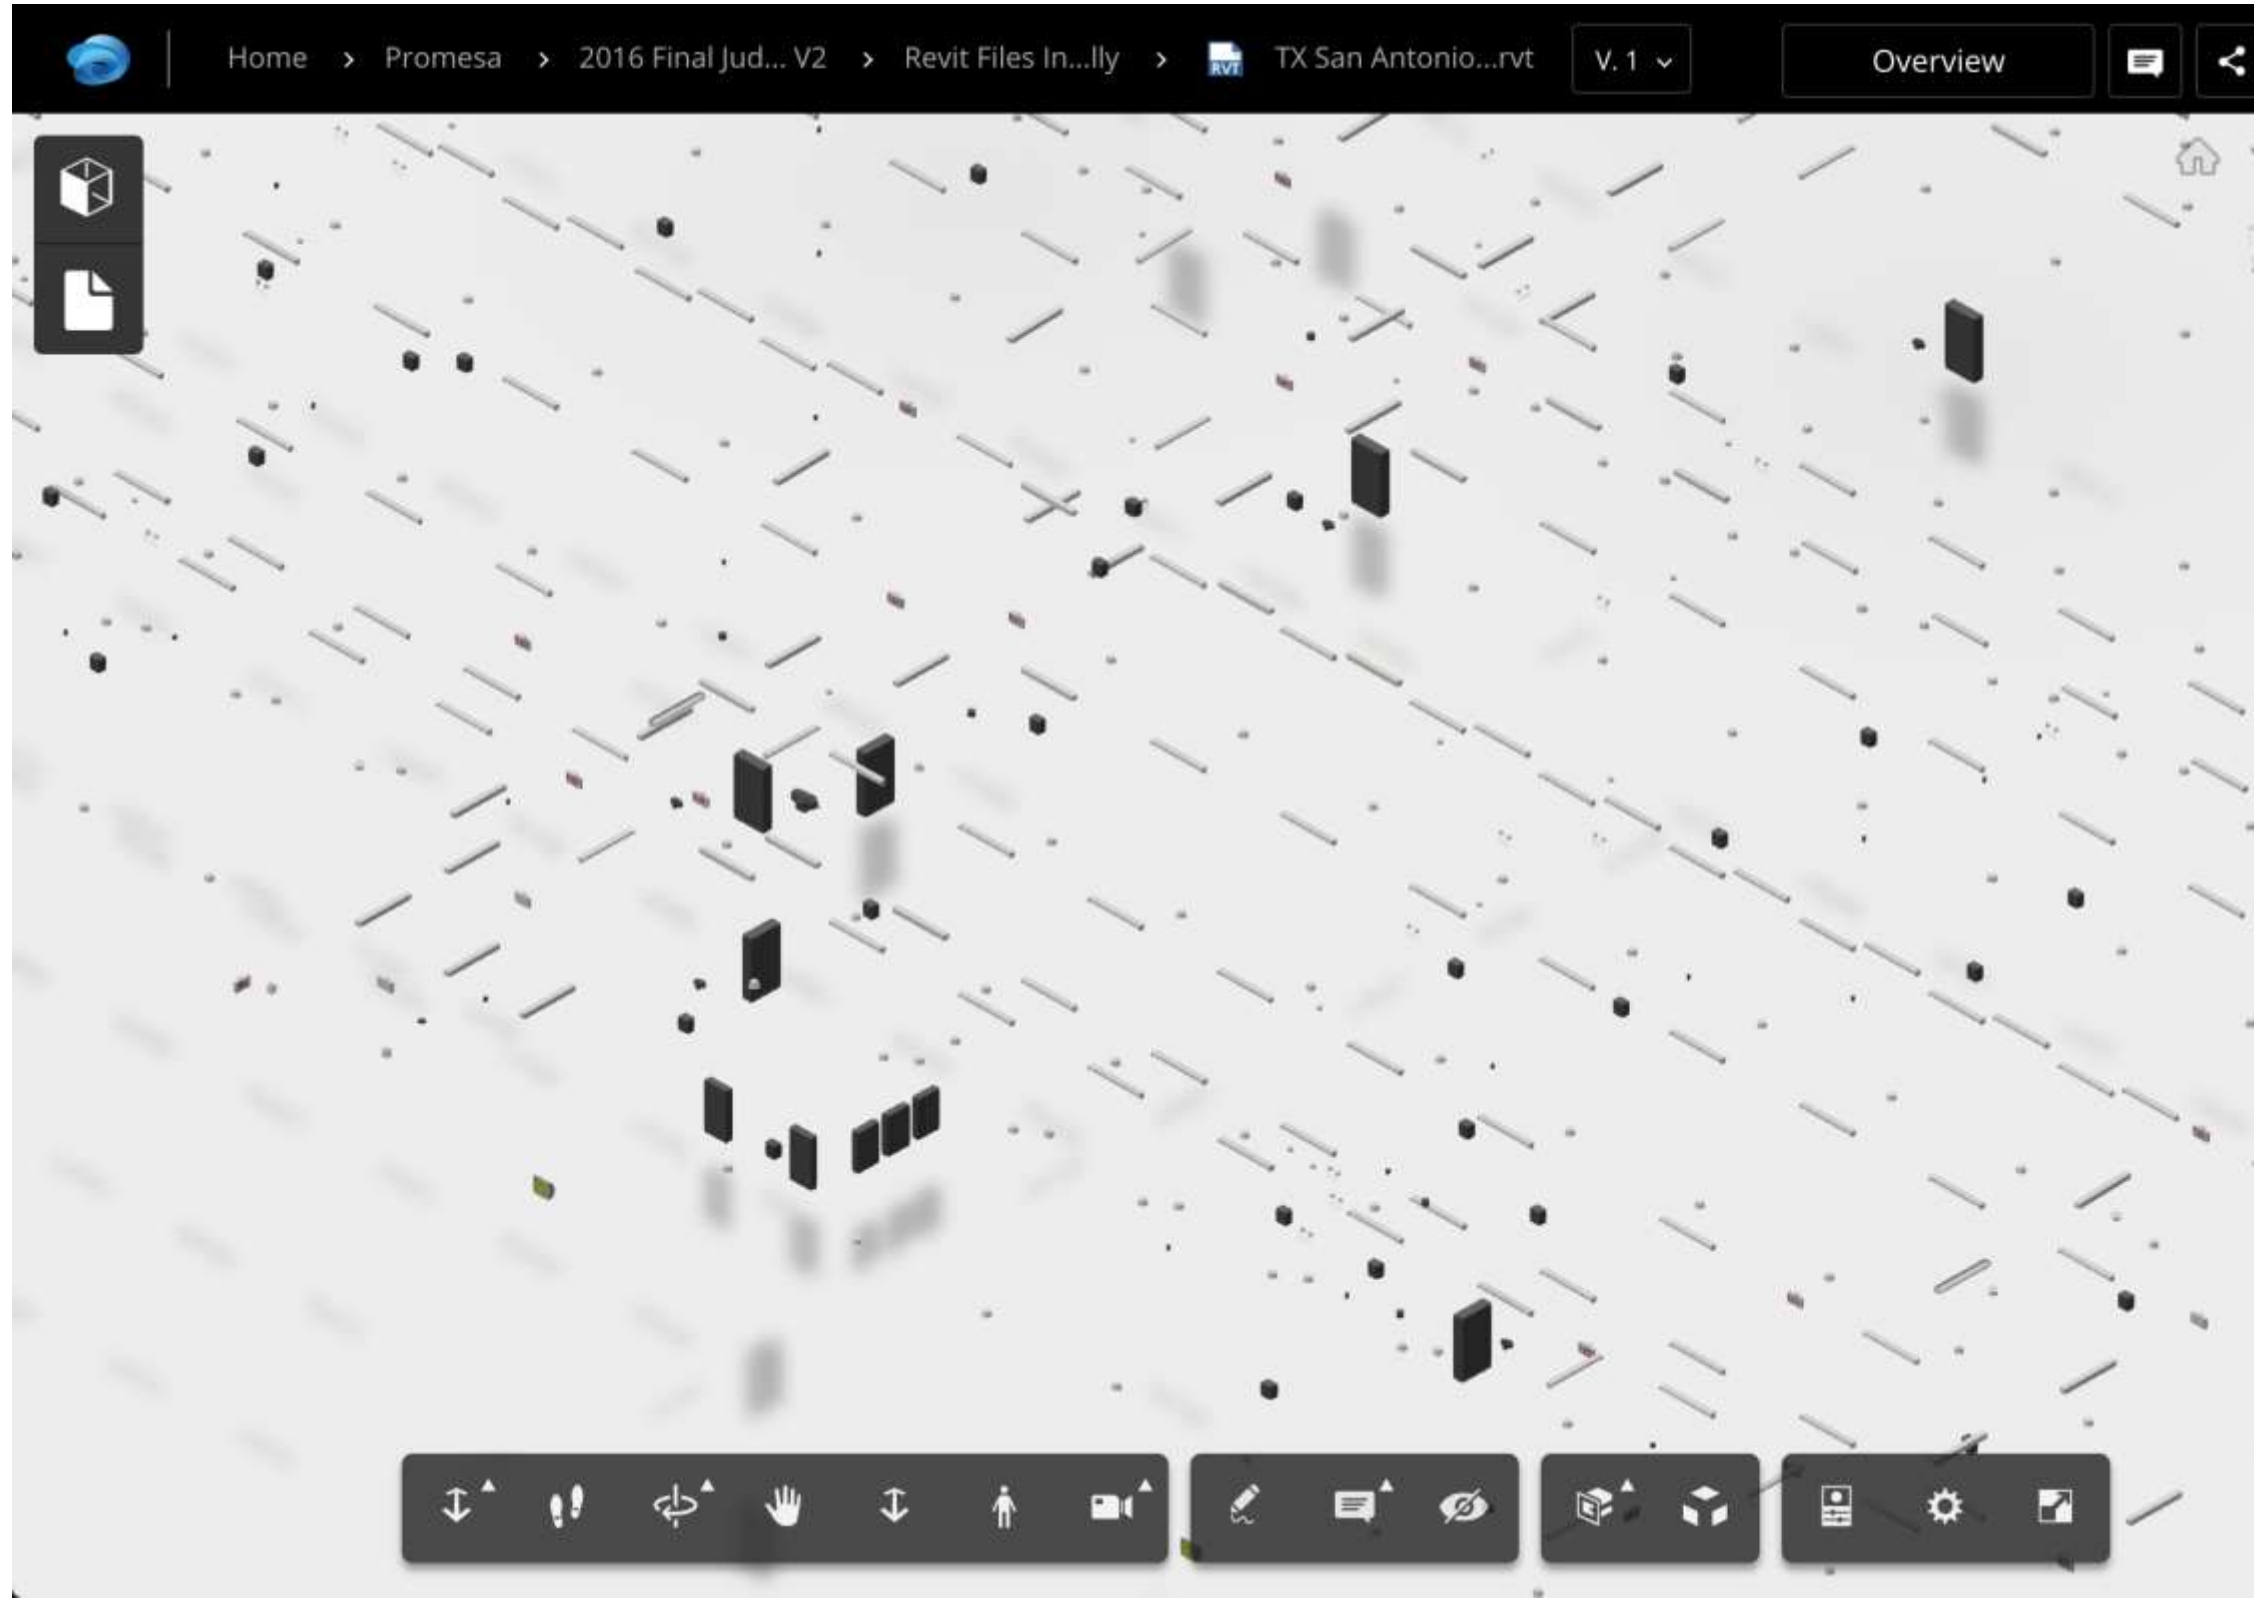 Home > Promesa > 2016 Final Jud... V2 > Revit Files In...lly > RVT TX San Antonio...rvt V. 1 Overview